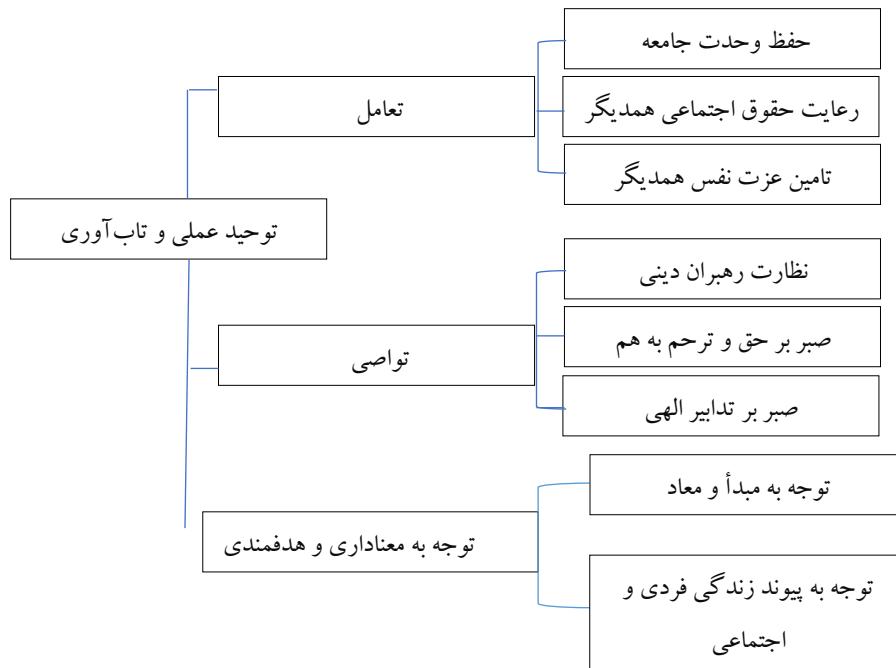 توحید عملی و تاب‌آوری
تعامل
حفظ وحدت جامعه
رعایت حقوق اجتماعی همدیگر
تامین عزت نفس همدیگر
تواصی
نظارت رهبران دینی
صبر بر حق و ترحم به هم
صبر بر تدابیر الهی
توجه به معناداری و هدفمندی
توجه به مبدأ و معاد
توجه به پیوند زندگی فردی و
اجتماعی